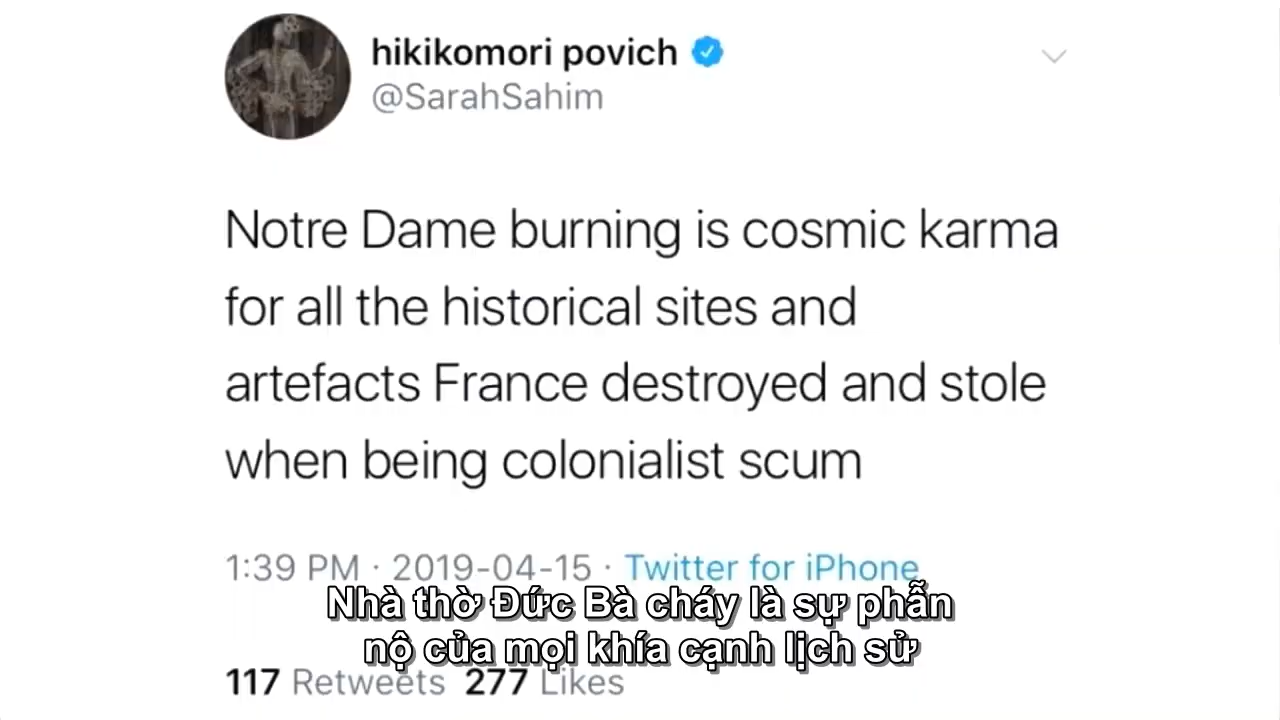 hikikomori povich
@SarahSahim
Notre Dame burning is cosmic karma
for all the historical sites and
artefacts France destroyed and stole
when being colonialist scum
1:39 PM · 2019-04-15 · Twitter for iPhone
Nhà thờ Đức Bà cháy là sự phẫn
nộ của mọi khía cạnh lịch sử
117 Retweets 277 Likes